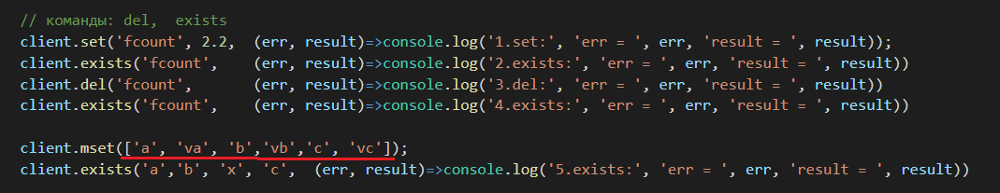 // команды: del,  exists
client.set('fcount', 2.2,  (err, result)=>console.log('1.set:', 'err = ', err, 'result = ', result));
client.exists('fcount',    (err, result)=>console.log('2.exists:', 'err = ', err, 'result = ', result))
client.del('fcount',       (err, result)=>console.log('3.del:', 'err = ', err, 'result = ', result))
client.exists('fcount',    (err, result)=>console.log('4.exists:', 'err = ', err, 'result = ', result))
client.mset(['a', 'va', 'b','vb','c', 'vc']);
client.exists('a','b', 'x', 'c',  (err, result)=>console.log('5.exists:', 'err = ', err, 'result = ', result))